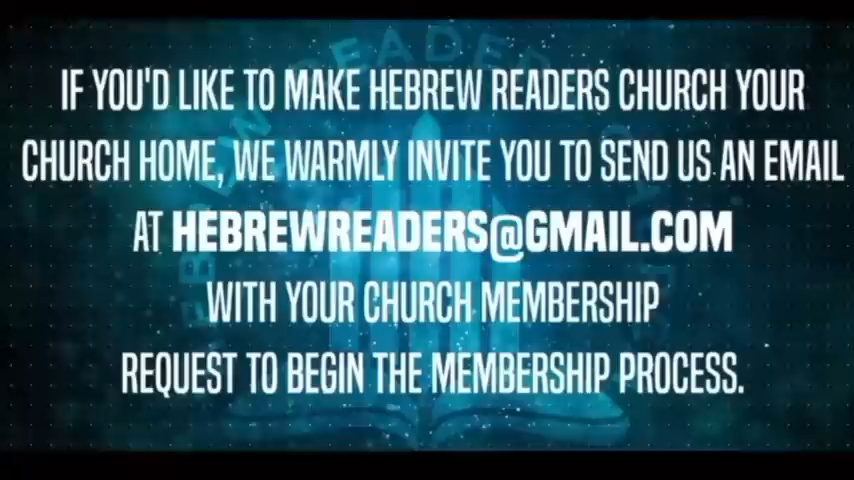 IF YOU'D LIKE TO MAKE HEBREW READERS CHURCH YOUR
CHURCH HOME, WE WARMLY INVITE YOU TO SEND US AN EMAIL
AT HEBREWREADERS@GMAIL.COM
WITH YOUR CHURCH MEMBERSHIP
REQUEST TO BEGIN THE MEMBERSHIP PROCESS.